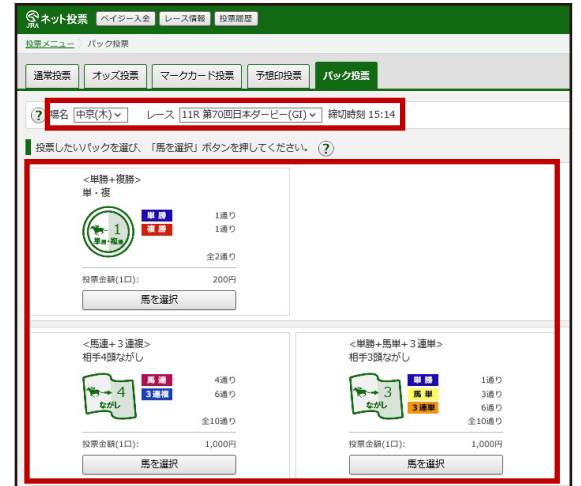 JRA ネット投票 ペイジー入金 レース情報 投票履歴
投票メニュー パック投票
通常投票 オッズ投票 マークカード投票 予想印投票 パック投票
? 場名 中京(木) レース 11R 第70回日本ダービー(GI) 締切時刻 15:14
投票したいパックを選び、「馬を選択」ボタンを押してください。 ?
<単勝+複勝>
単・複
1
単勝・複勝
単勝 1通り
複勝 1通り
全2通り
投票金額(1口): 200円
馬を選択
<馬連+3連複>
相手4頭ながし
→ 4
ながし
馬連 4通り
3連複 6通り
全10通り
投票金額(1口): 1,000円
馬を選択
<単勝+馬単+3連単>
相手3頭ながし
→ 3
ながし
単勝 1通り
馬単 3通り
3連単 6通り
全10通り
投票金額(1口): 1,000円
馬を選択